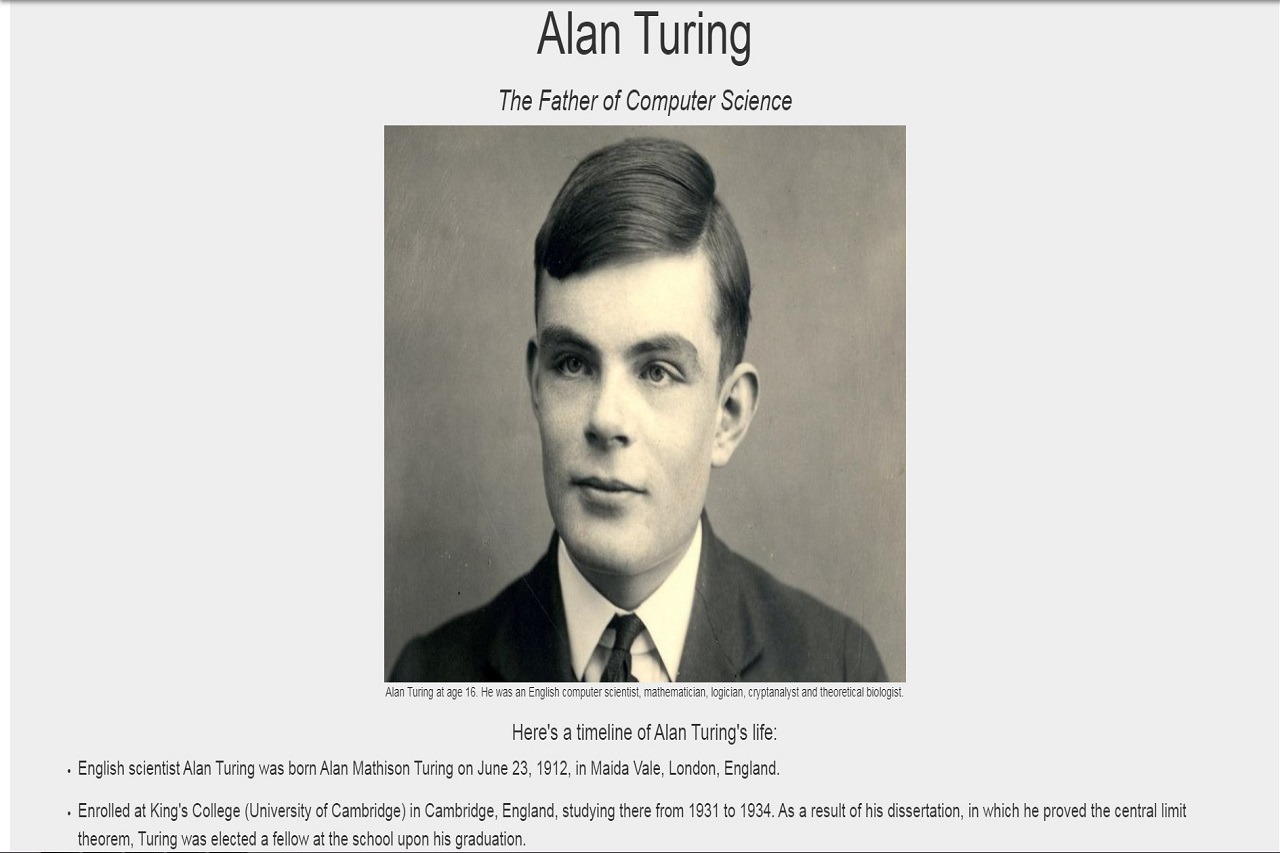 Alan Turing
The Father of Computer Science
Alan Turing at age 16. He was an English computer scientist, mathematician, logician, cryptanalyst and theoretical biologist.
Here's a timeline of Alan Turing's life:
• English scientist Alan Turing was born Alan Mathison Turing on June 23, 1912, in Maida Vale, London, England.
• Enrolled at King's College (University of Cambridge) in Cambridge, England, studying there from 1931 to 1934. As a result of his dissertation, in which he proved the central limit
theorem, Turing was elected a fellow at the school upon his graduation.